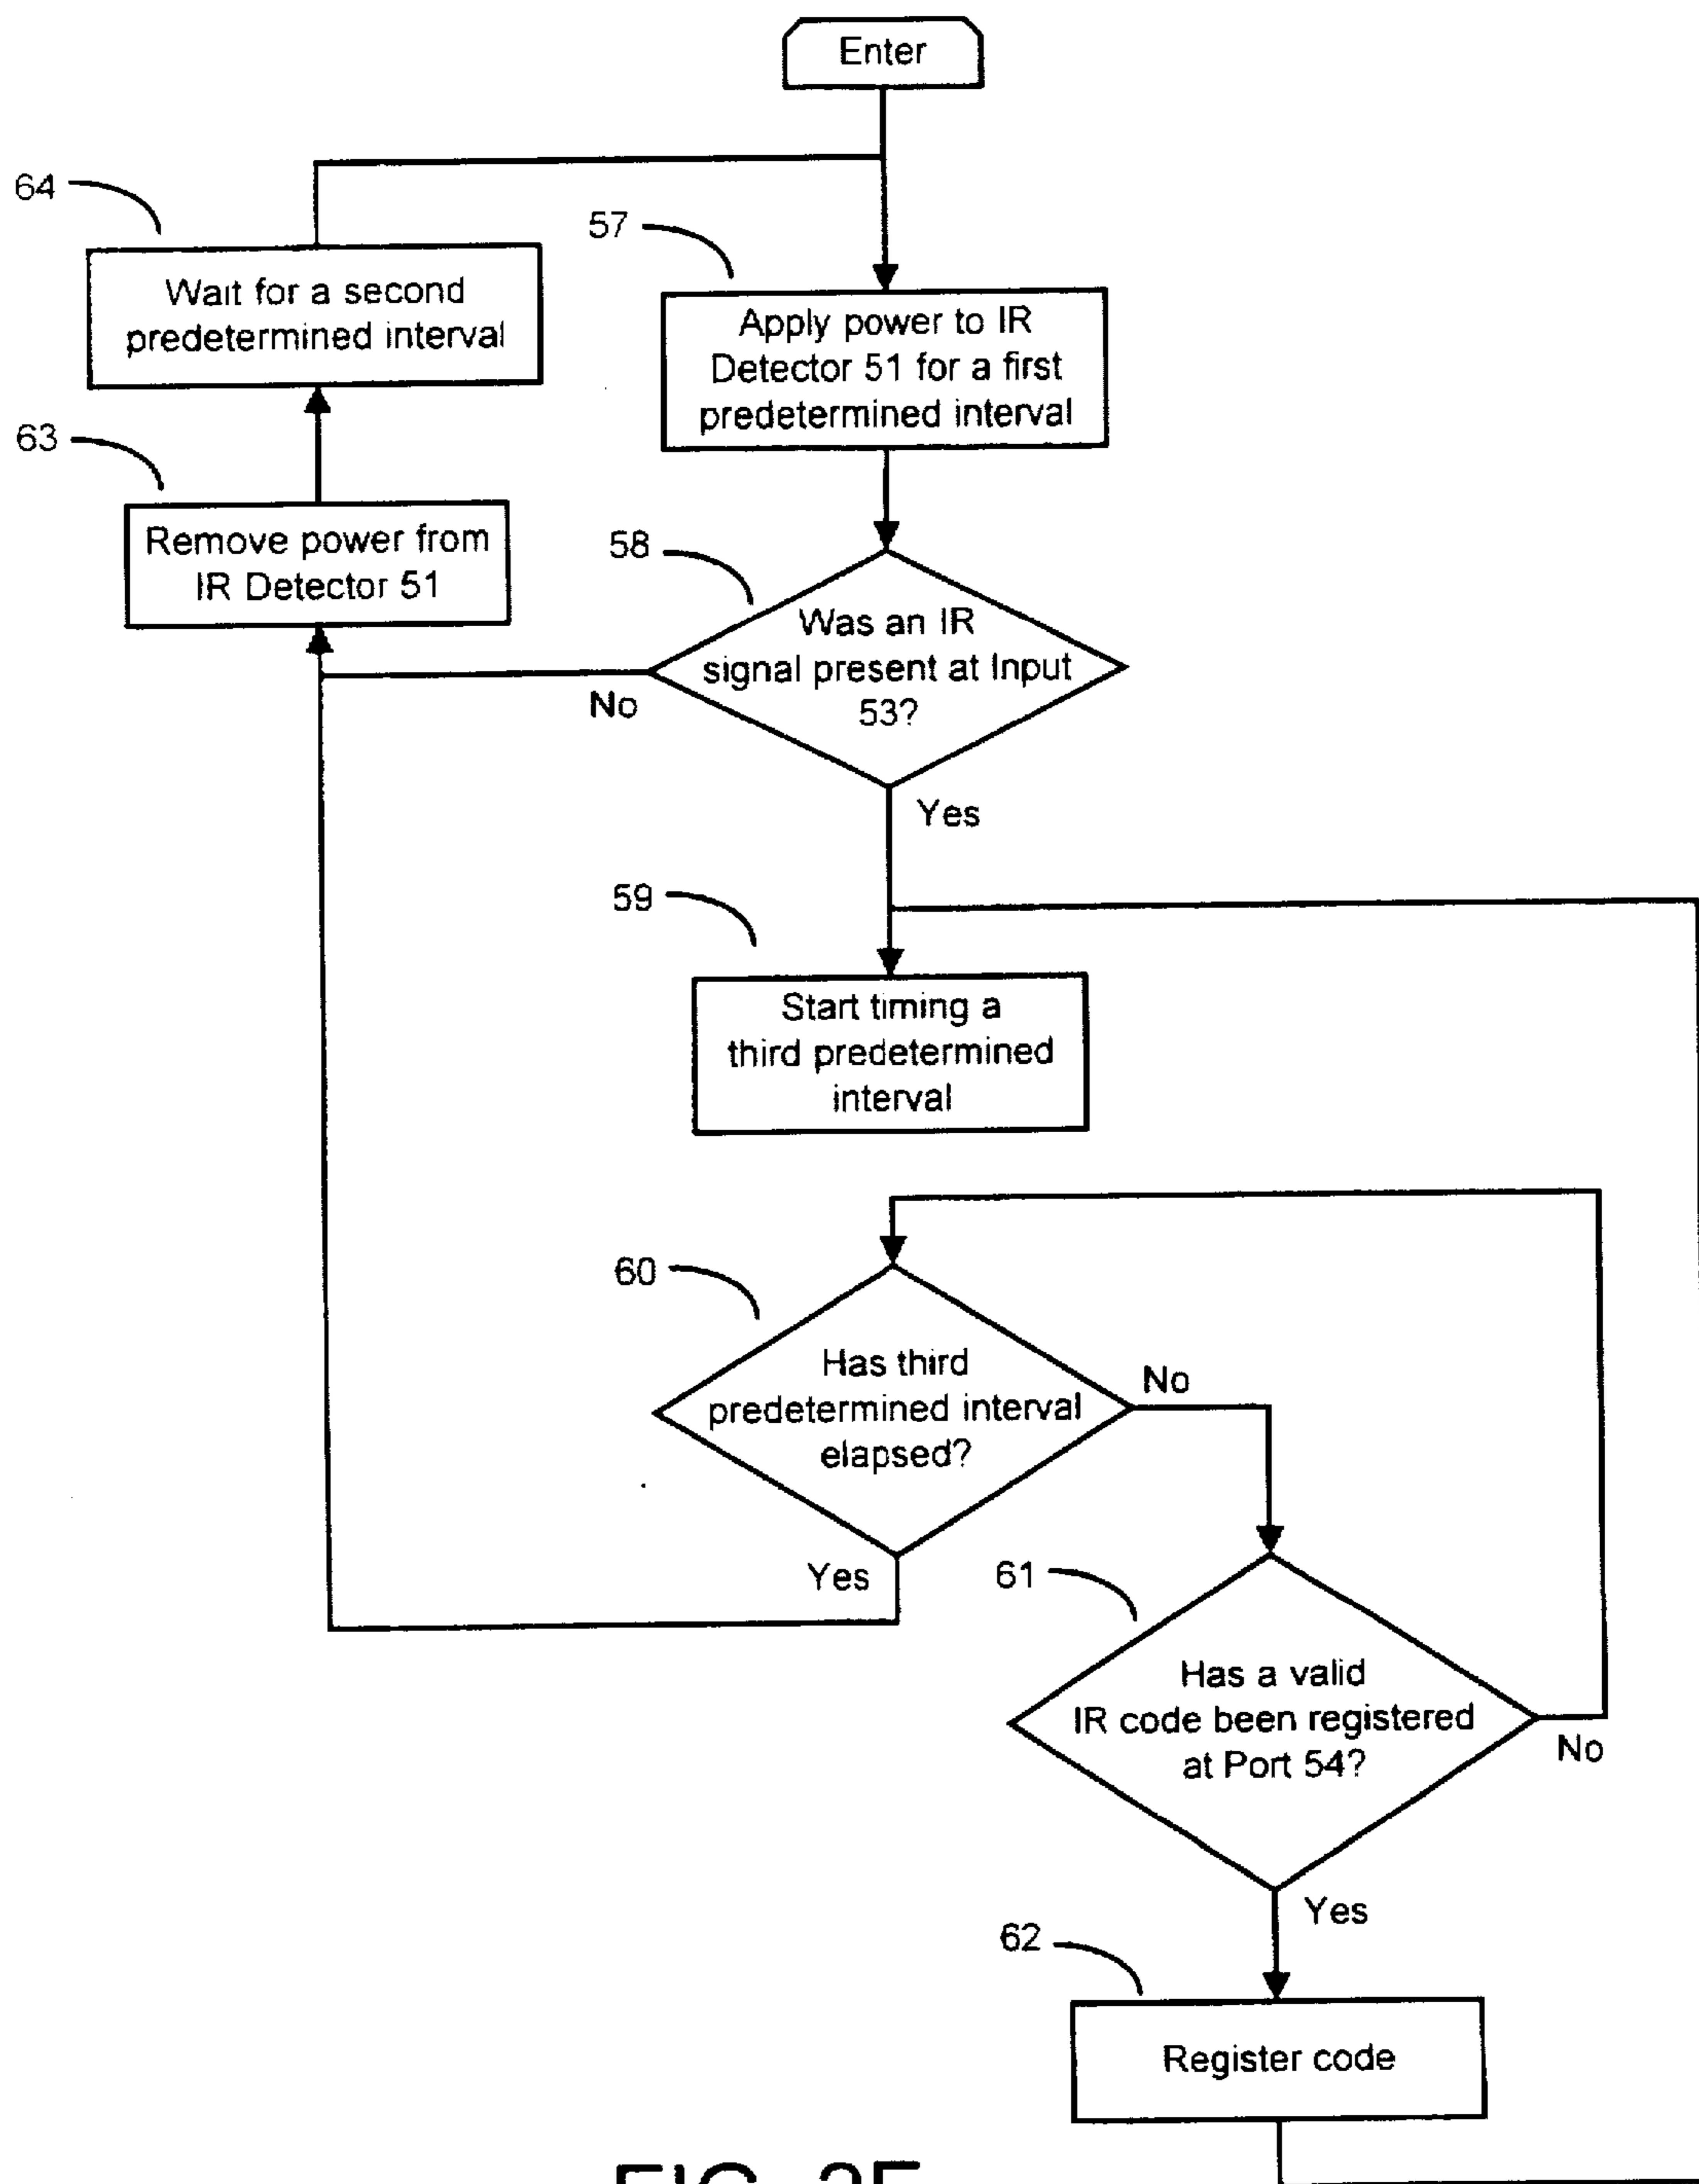 Enter
64
57
Wait for a second
predetermined interval
Apply power to IR
Detector 51 for a first
predetermined interval
63
58
Remove power from
IR Detector 51
Was an IR
signal present at Input
53?
No
Yes
59
Start timing a
third predetermined
interval
60
Has third
predetermined interval
elapsed?
No
Yes
61
Has a valid
IR code been registered
at Port 54?
No
Yes
62
Register code